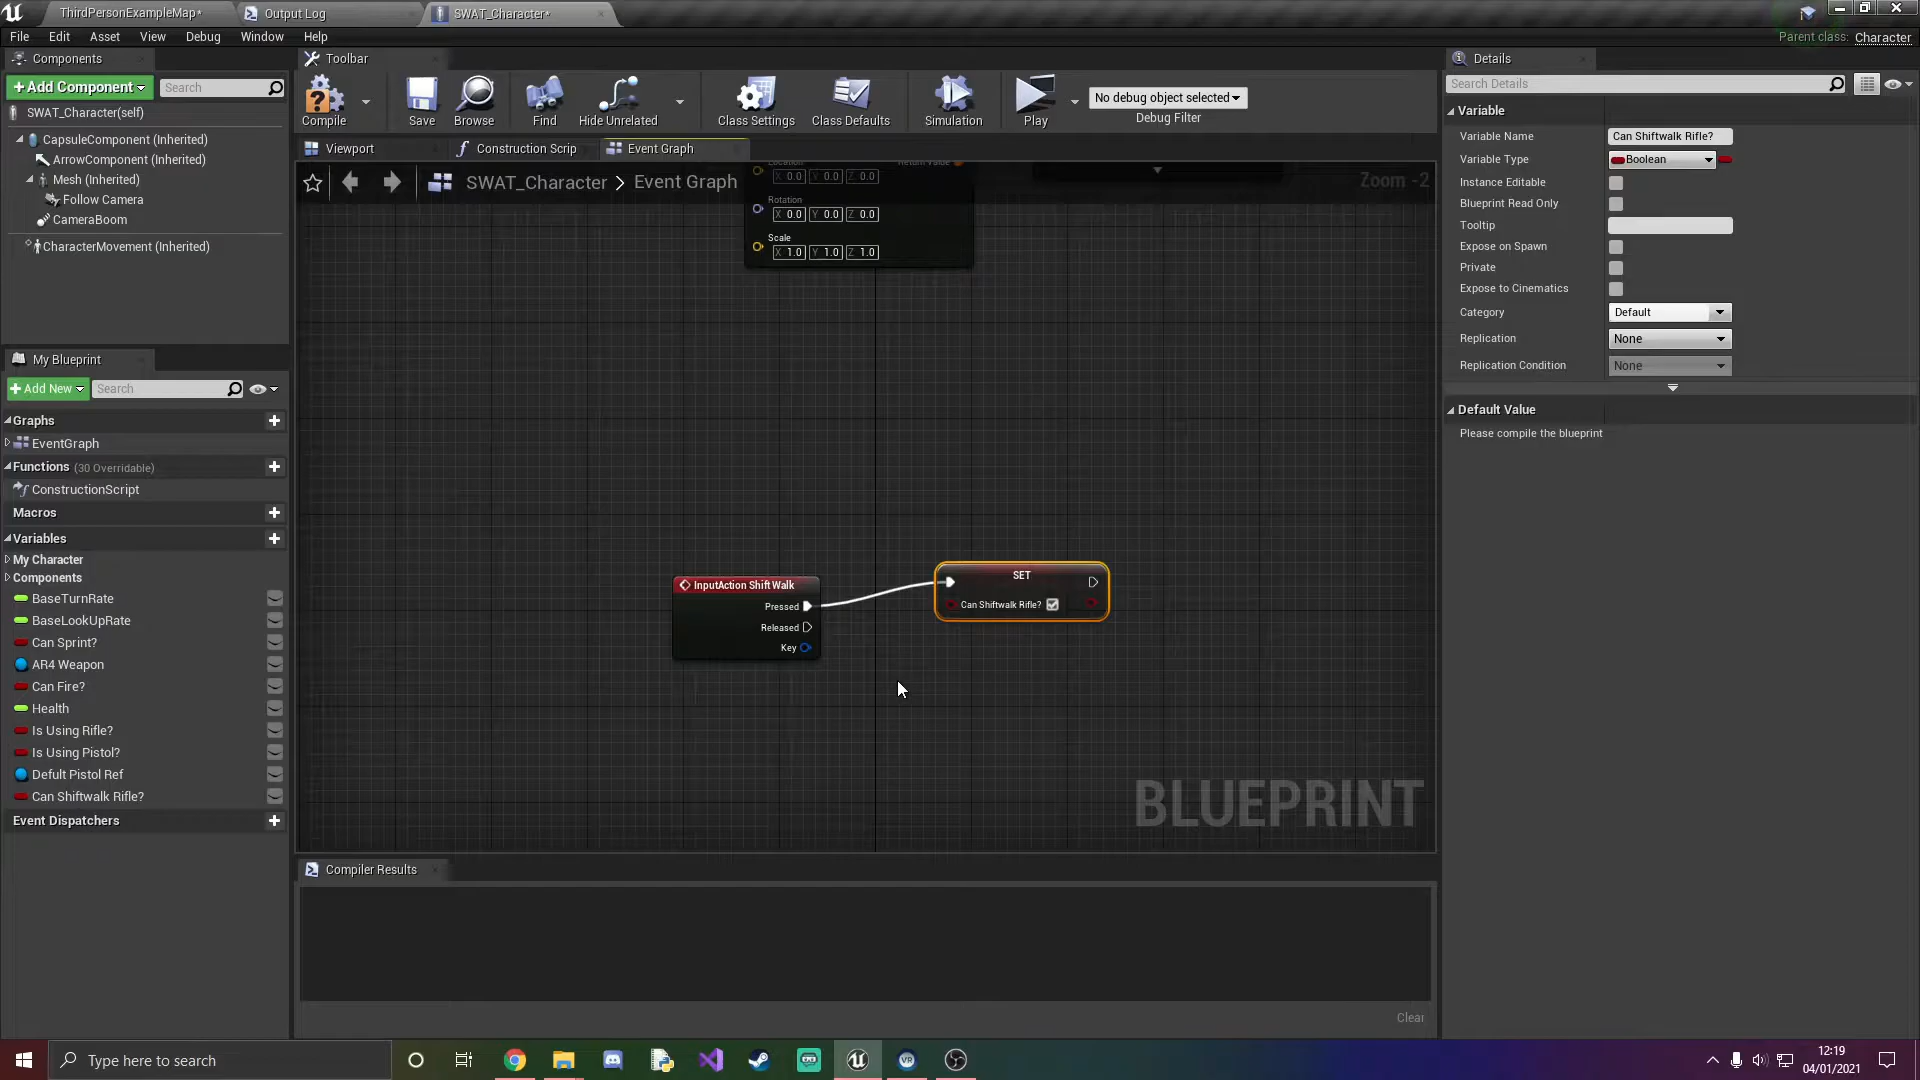 ThirdPersonExampleMap*
Output Log
SWAT_Character*
File Edit Asset View Debug Window Help
Parent class: Character
Components
Toolbar
Details
+Add Component
Search
Search Details
SWAT_Character(self)
CapsuleComponent (Inherited)
ArrowComponent (Inherited)
Mesh (Inherited)
Follow Camera
CameraBoom
CharacterMovement (Inherited)
Compile
Save
Browse
Find
Hide Unrelated
Class Settings
Class Defaults
Simulation
Play
No debug object selected
Debug Filter
Viewport
Construction Scrip
Event Graph
SWAT_Character > Event Graph
Zoom -2
Location
Return Value
X 0.0 Y 0.0 Z 0.0
Rotation
X 0.0 Y 0.0 Z 0.0
Scale
X 1.0 Y 1.0 Z 1.0
InputAction ShiftWalk
Pressed
Released
Key
SET
Can Shiftwalk Rifle?
BLUEPRINT
My Blueprint
+Add New
Search
Graphs
EventGraph
Functions (30 Overridable)
ConstructionScript
Macros
Variables
My Character
Components
BaseTurnRate
BaseLookUpRate
Can Sprint?
AR4 Weapon
Can Fire?
Health
Is Using Rifle?
Is Using Pistol?
Defult Pistol Ref
Can Shiftwalk Rifle?
Event Dispatchers
Compiler Results
Clear
Variable
Variable Name Can Shiftwalk Rifle?
Variable Type Boolean
Instance Editable
Blueprint Read Only
Tooltip
Expose on Spawn
Private
Expose to Cinematics
Category Default
Replication None
Replication Condition None
Default Value
Please compile the blueprint
Type here to search
12:19
04/01/2021